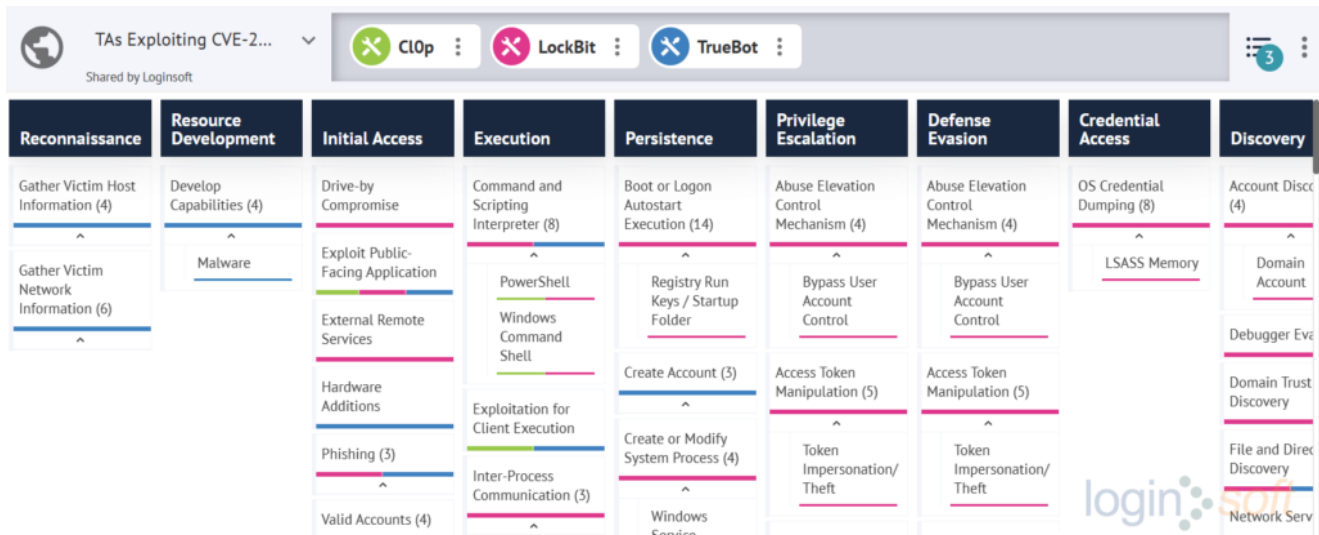 TAs Exploiting CVE-2...
Shared by Loginsoft
Cl0p
LockBit
TrueBot
3
Reconnaissance
Gather Victim Host
Information (4)
Gather Victim
Network
Information (6)
Resource
Development
Develop
Capabilities (4)
Malware
Initial Access
Drive-by
Compromise
Exploit Public-
Facing Application
External Remote
Services
Hardware
Additions
Phishing (3)
Valid Accounts (4)
Execution
Command and
Scripting
Interpreter (8)
PowerShell
Windows
Command
Shell
Exploitation for
Client Execution
Inter-Process
Communication (3)
Persistence
Boot or Logon
Autostart
Execution (14)
Registry Run
Keys / Startup
Folder
Create Account (3)
Create or Modify
System Process (4)
Windows
Service
Privilege
Escalation
Abuse Elevation
Control
Mechanism (4)
Bypass User
Account
Control
Access Token
Manipulation (5)
Token
Impersonation/
Theft
Defense
Evasion
Abuse Elevation
Control
Mechanism (4)
Bypass User
Account
Control
Access Token
Manipulation (5)
Token
Impersonation/
Theft
Credential
Access
OS Credential
Dumping (8)
LSASS Memory
Discovery
Account Disco
(4)
Domain
Account
Debugger Eva
Domain Trust
Discovery
File and Direc
Discovery
Network Serv
loginsoft